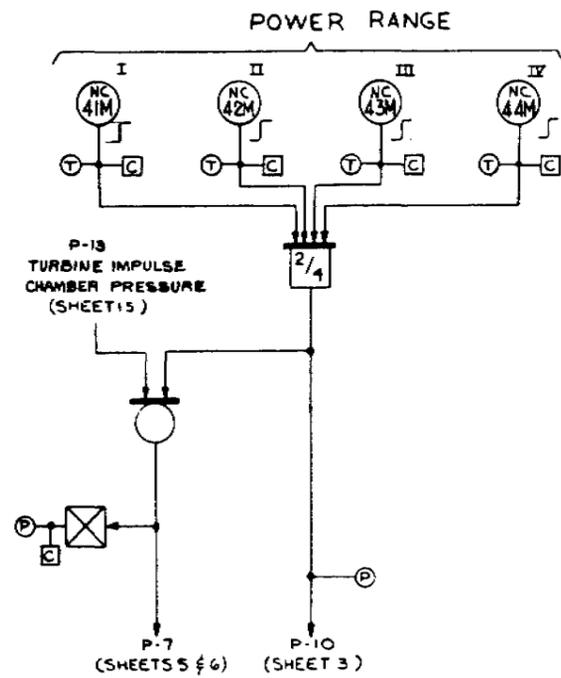 POWER RANGE
I II III IV
NC 41M
NC 42M
NC 43M
NC 44M
T C T C T C T C
2/4
P-13
TURBINE IMPULSE
CHAMBER PRESSURE
(SHEET 15)
P
C
P
P-7
(SHEETS 5 & 6)
P-10
(SHEET 3)